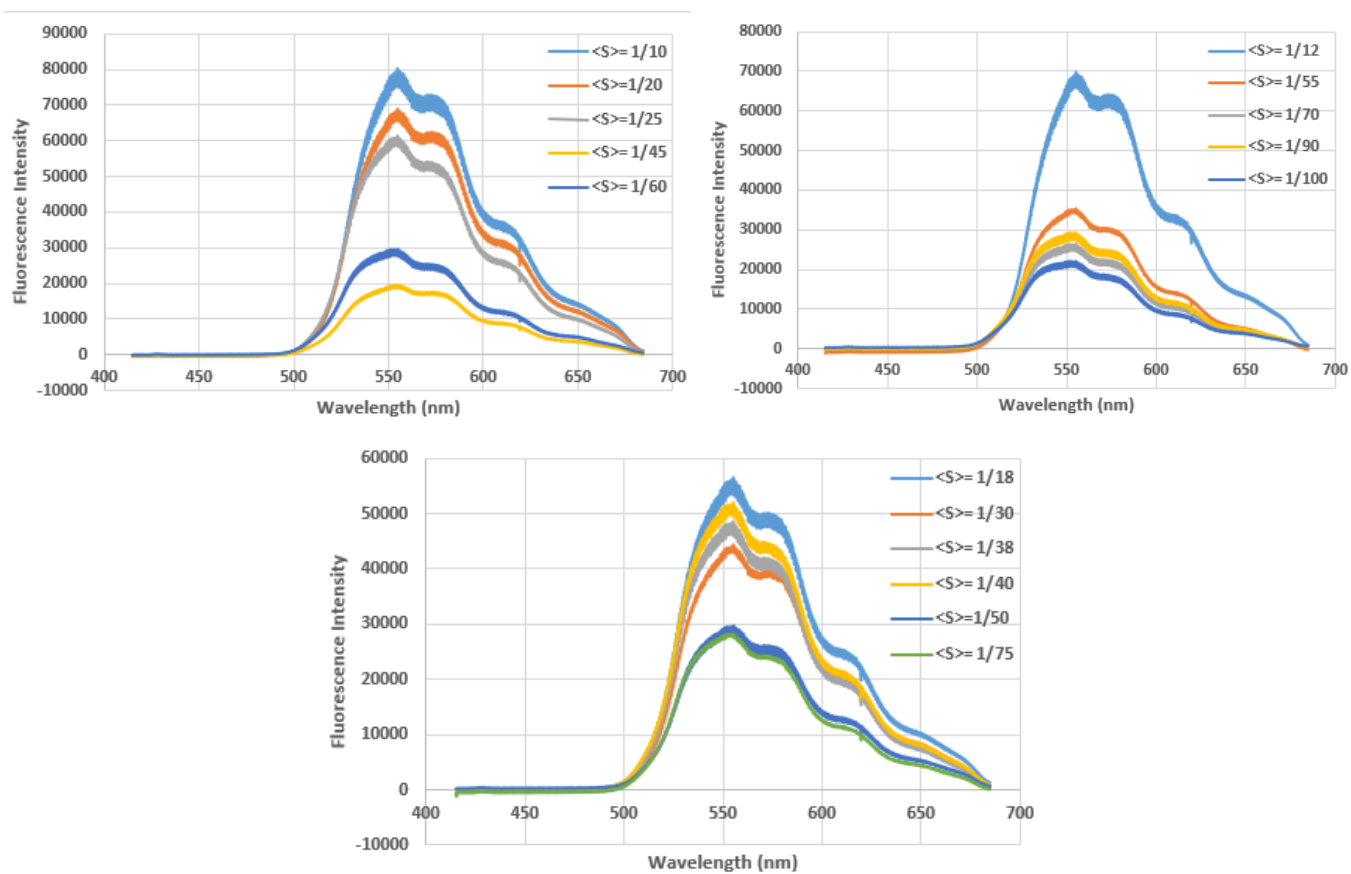 90000
80000
70000
60000
50000
40000
30000
20000
10000
0
-10000
400
450
500
550
600
650
700
Fluorescence Intensity
Wavelength (nm)
<S>= 1/10
<S>=1/20
<S>=1/25
<S>= 1/45
<S>= 1/60
80000
70000
60000
50000
40000
30000
20000
10000
0
-10000
400
450
500
550
600
650
700
Fluorescence Intensity
Wavelength (nm)
<S>= 1/12
<S>= 1/55
<S>= 1/70
<S>= 1/90
<S>= 1/100
60000
50000
40000
30000
20000
10000
0
-10000
400
450
500
550
600
650
700
Fluorescence Intensity
Wavelength (nm)
<S>= 1/18
<S>= 1/30
<S>= 1/38
<S>= 1/40
<S>=1/50
<S>= 1/75